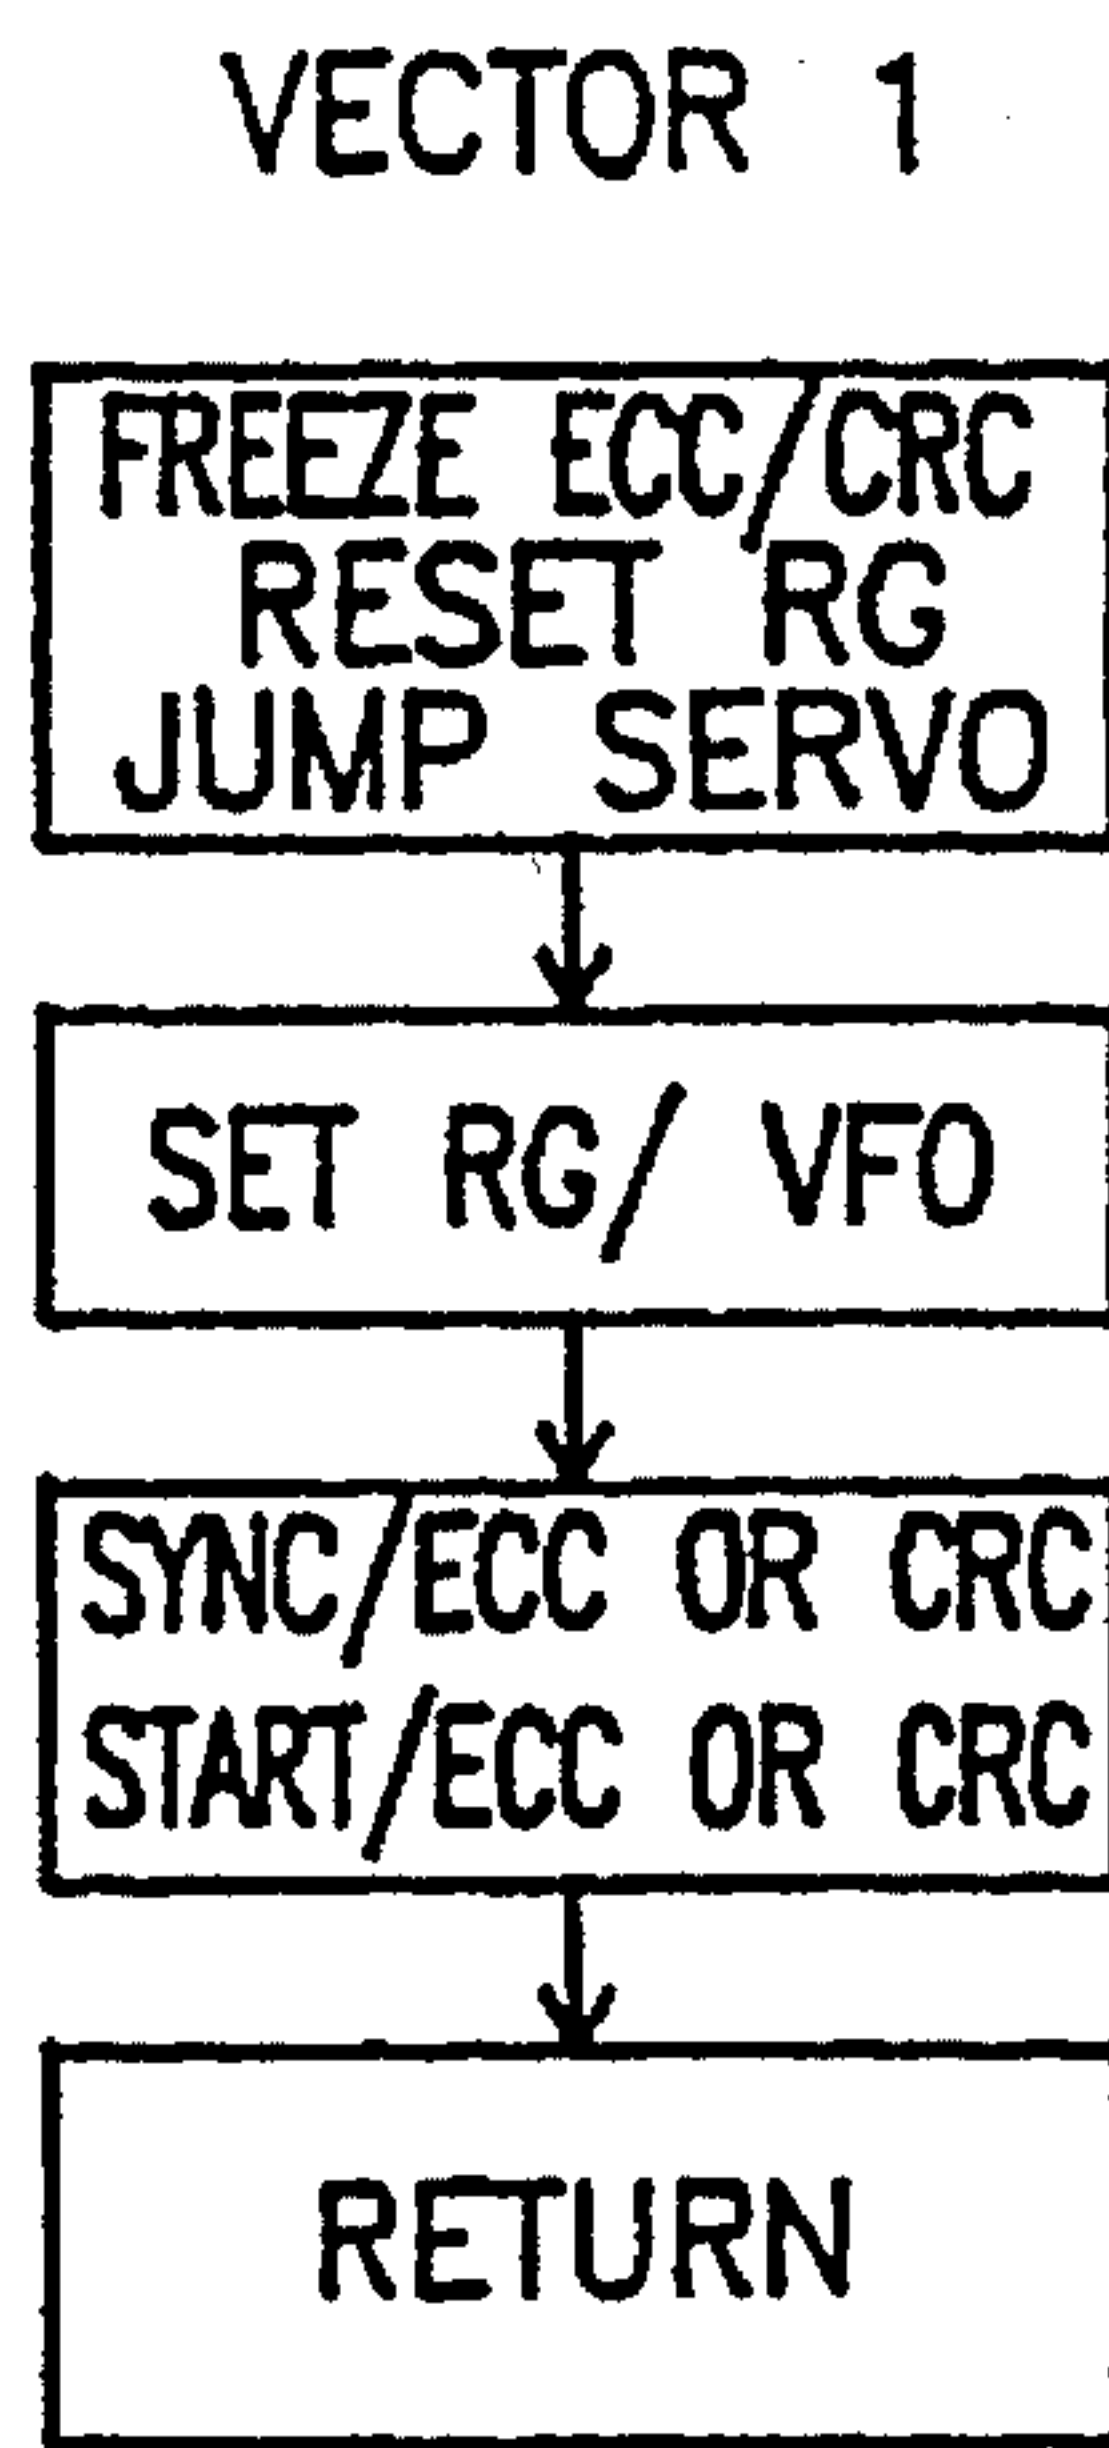 VECTOR 1
FREEZE ECC/CRC
RESET RG
JUMP SERVO
SET RG/ VFO
SYNC/ECC OR CRC
START/ECC OR CRC
RETURN